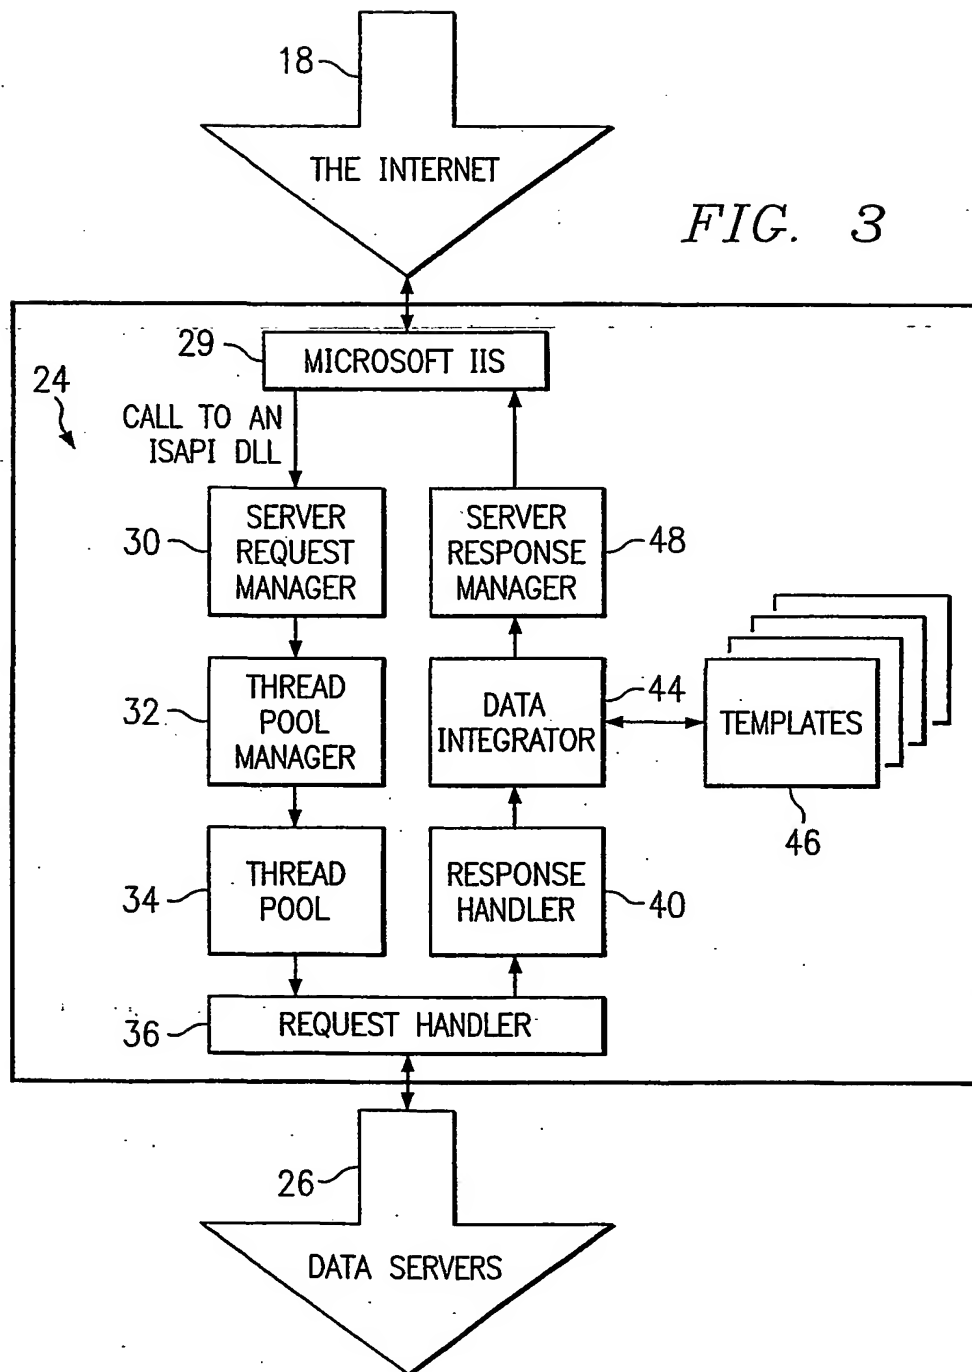 18
THE INTERNET
FIG. 3
29
MICROSOFT IIS
24
CALL TO AN
ISAPI DLL
30
SERVER
REQUEST
MANAGER
SERVER
RESPONSE
MANAGER
48
32
THREAD
POOL
MANAGER
DATA
INTEGRATOR
44
TEMPLATES
46
34
THREAD
POOL
RESPONSE
HANDLER
40
36
REQUEST HANDLER
26
DATA SERVERS